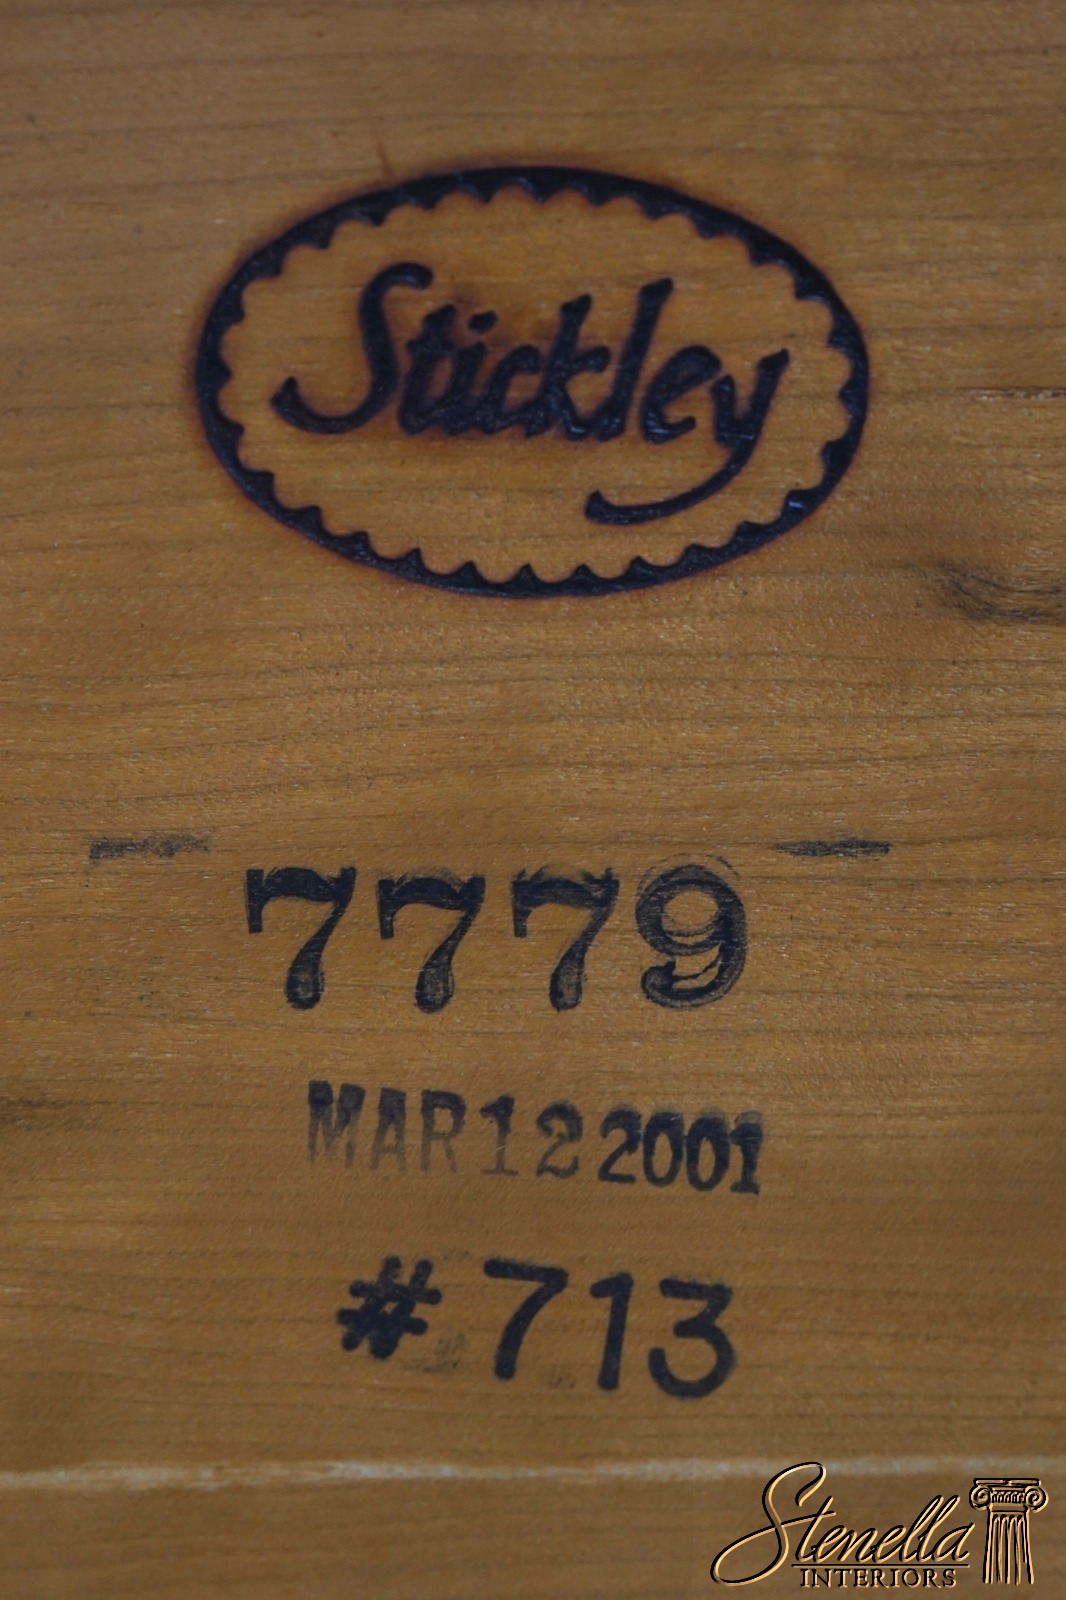 Stickley
7779
MAR 12 2001
#713
Stenella
INTERIORS